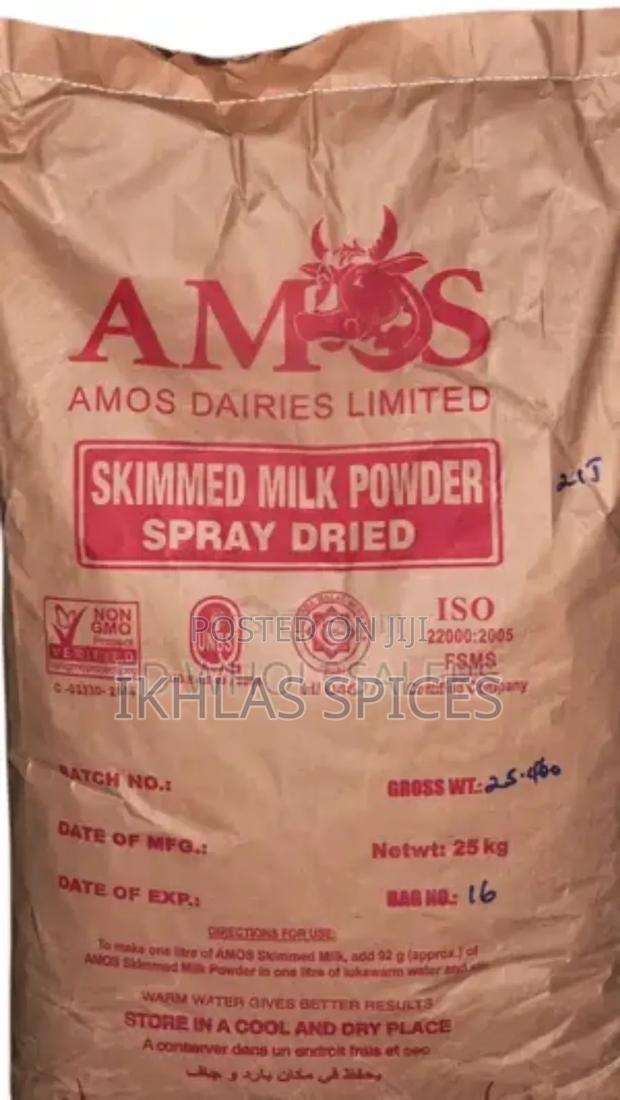 AMOS
AMOS DAIRIES LIMITED
SKIMMED MILK POWDER
SPRAY DRIED
NON
GMO
VERIFIED
ISO
22000:2005
FSMS
Company
POSTED ON JIJI
IKHLAS SPICES
BATCH NO.:
GROSS WT.: 25.400
DATE OF MFG.:
Netwt: 25 kg
DATE OF EXP.:
BAG NO.: 16
DIRECTIONS FOR USE:
To make one litre of AMOS Skimmed Milk, add 92 g (approx.) of
AMOS Skimmed Milk Powder in one litre of lukewarm water and
WARM WATER GIVES BETTER RESULTS
STORE IN A COOL AND DRY PLACE
A conserver dans un endroit frais et sec
يحفظ في مكان بارد و جاف